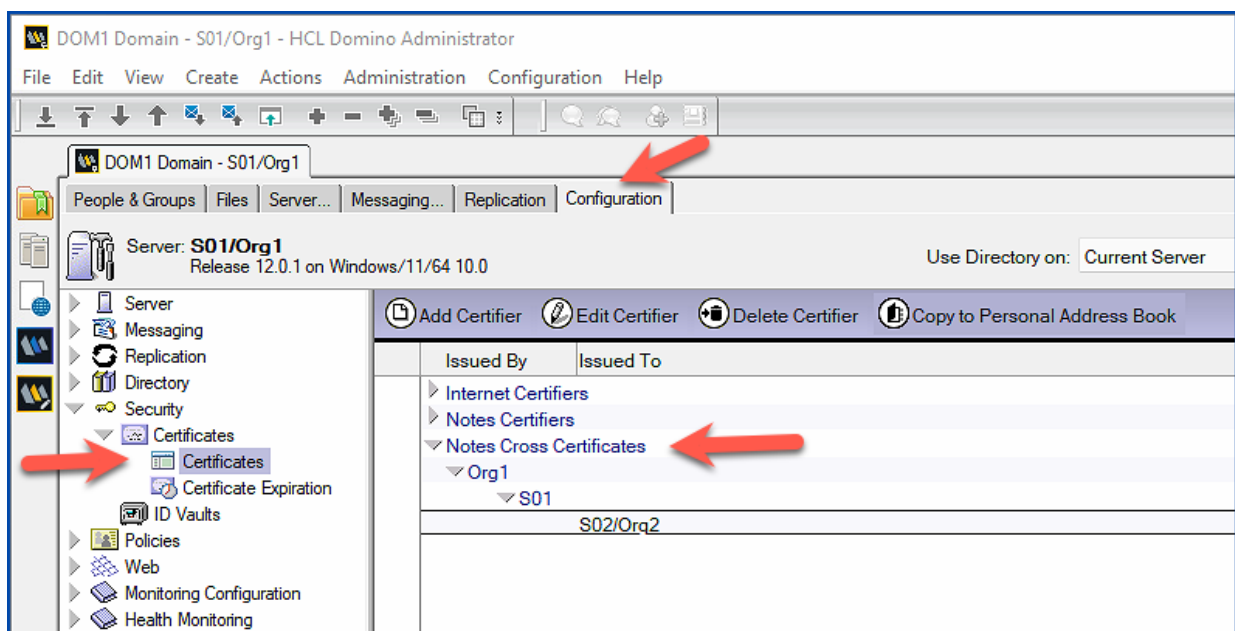 DOM1 Domain - S01/Org1 - HCL Domino Administrator
File Edit View Create Actions Administration Configuration Help
DOM1 Domain - S01/Org1
People & Groups Files Server... Messaging... Replication Configuration
Server: S01/Org1
Release 12.0.1 on Windows/11/64 10.0
Use Directory on: Current Server
Server
Messaging
Replication
Directory
Security
Certificates
Certificates
Certificate Expiration
ID Vaults
Policies
Web
Monitoring Configuration
Health Monitoring
Add Certifier Edit Certifier Delete Certifier Copy to Personal Address Book
Issued By Issued To
Internet Certifiers
Notes Certifiers
Notes Cross Certificates
Org1
S01
S02/Org2